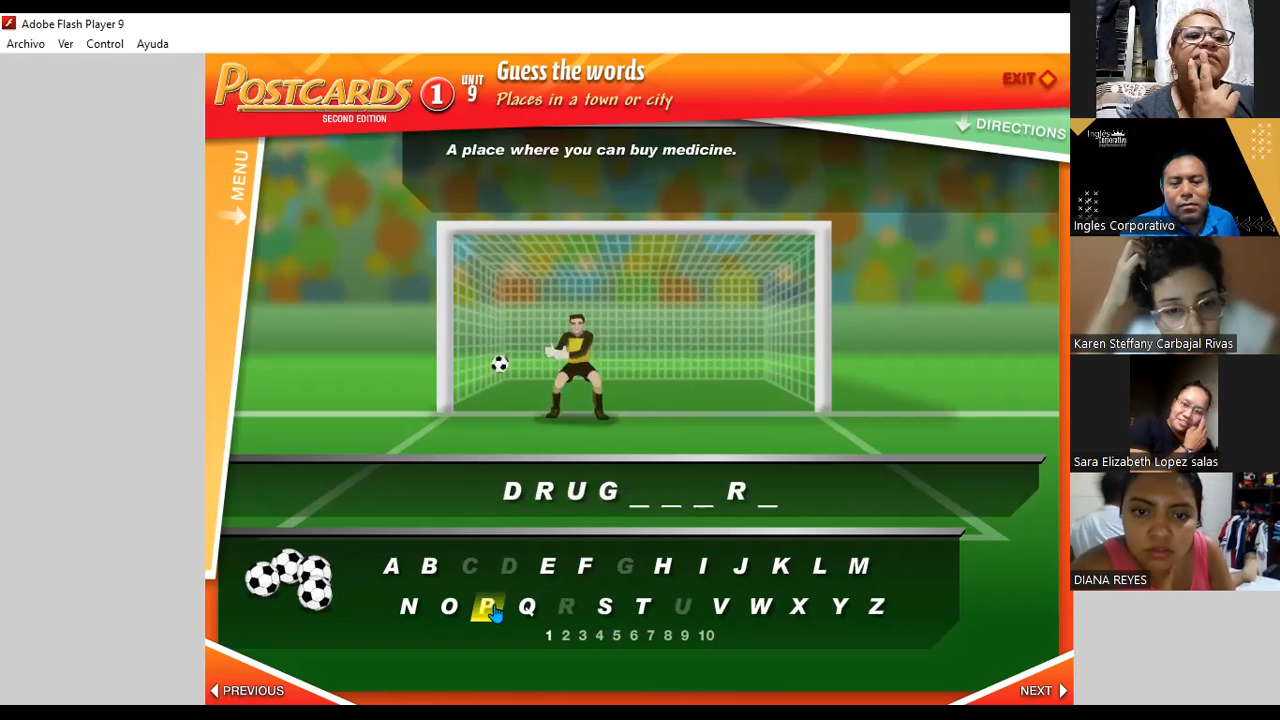 Adobe Flash Player 9
Archivo Ver Control Ayuda
POSTCARDS 1 UNIT 9
SECOND EDITION
Guess the words
Places in a town or city
EXIT
DIRECTIONS
MENU
A place where you can buy medicine.
DRUG _ _ _ R _
A B C D E F G H I J K L M
N O P Q R S T U V W X Y Z
1 2 3 4 5 6 7 8 9 10
PREVIOUS
NEXT
Inglés Corporativo
Ingles Corporativo
Karen Steffany Carbajal Rivas
Sara Elizabeth Lopez salas
DIANA REYES